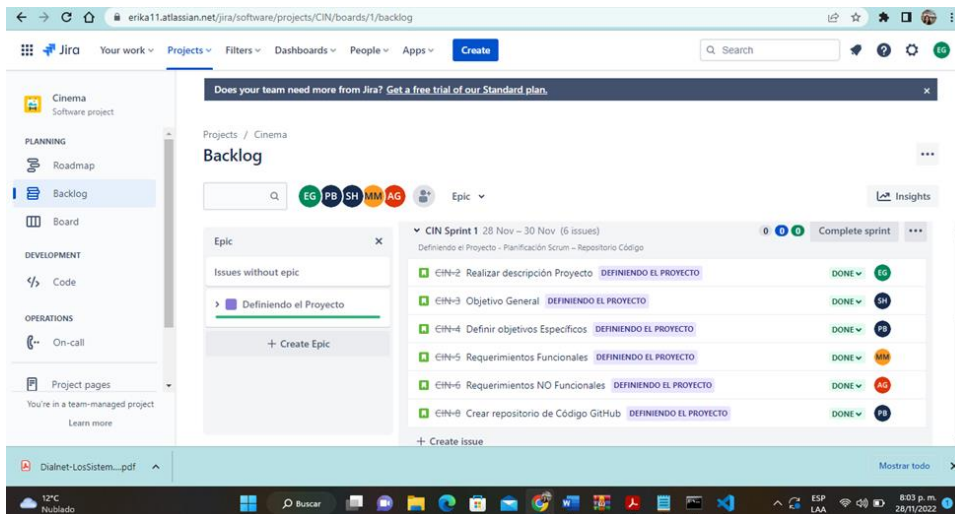 erika11.atlassian.net/jira/software/projects/CIN/boards/1/backlog
Jira Your work Projects Filters Dashboards People Apps Create Search EG
Does your team need more from Jira? Get a free trial of our Standard plan.
Cinema
Software project
PLANNING
Roadmap
Backlog
Board
DEVELOPMENT
Code
OPERATIONS
On-call
Project pages
You're in a team-managed project
Learn more
Projects / Cinema
Backlog
EG PB SH MM AG Epic Insights
Epic
Issues without epic
Definiendo el Proyecto
+ Create Epic
CIN Sprint 1 28 Nov – 30 Nov (6 issues) 0 0 0 Complete sprint
Definiendo el Proyecto - Planificación Scrum – Repositorio Código
CIN-2 Realizar descripción Proyecto DEFINIENDO EL PROYECTO DONE EG
CIN-3 Objetivo General DEFINIENDO EL PROYECTO DONE SH
CIN-4 Definir objetivos Específicos DEFINIENDO EL PROYECTO DONE PB
CIN-5 Requerimientos Funcionales DEFINIENDO EL PROYECTO DONE MM
CIN-6 Requerimientos NO Funcionales DEFINIENDO EL PROYECTO DONE AG
CIN-8 Crear repositorio de Código GitHub DEFINIENDO EL PROYECTO DONE PB
+ Create issue
Dialnet-LosSistem....pdf Mostrar todo
12°C
Nublado
Buscar
ESP
LAA
8:03 p. m.
28/11/2022
1